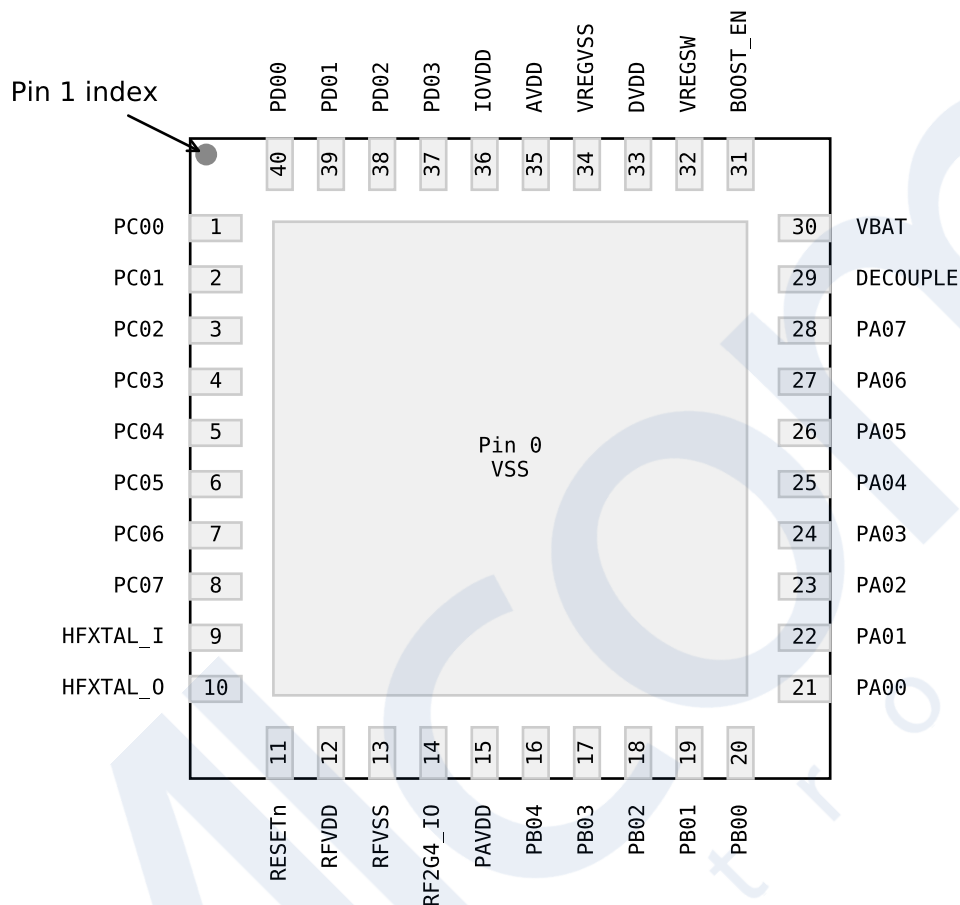 Pin 1 index
PD00
PD01
PD02
PD03
IOVDD
AVDD
VREGVSS
DVDD
VREGSW
BOOST_EN
40
39
38
37
36
35
34
33
32
31
PC00 1
30 VBAT
PC01 2
29 DECOUPLE
PC02 3
28 PA07
PC03 4
27 PA06
PC04 5
26 PA05
Pin 0
VSS
PC05 6
25 PA04
PC06 7
24 PA03
PC07 8
23 PA02
HFXTAL_I 9
22 PA01
HFXTAL_O 10
21 PA00
11
12
13
14
15
16
17
18
19
20
RESETn
RFVDD
RFVSS
RF2G4_IO
PAVDD
PB04
PB03
PB02
PB01
PB00